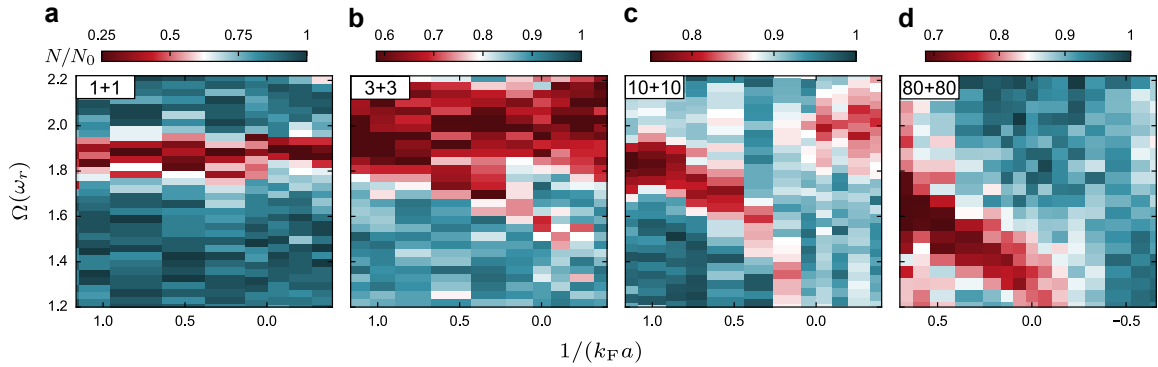 a b c d
0.25 0.5 0.75 1 0.6 0.7 0.8 0.9 1 0.8 0.9 1 0.7 0.8 0.9 1
N/N₀
2.2 1+1 3+3 10+10 80+80
2.0
1.8
Ω(ωᵣ)
1.6
1.4
1.2
1.0 0.5 0.0 1.0 0.5 0.0 1.0 0.5 0.0 0.5 0.0 −0.5
1/(k_F a)